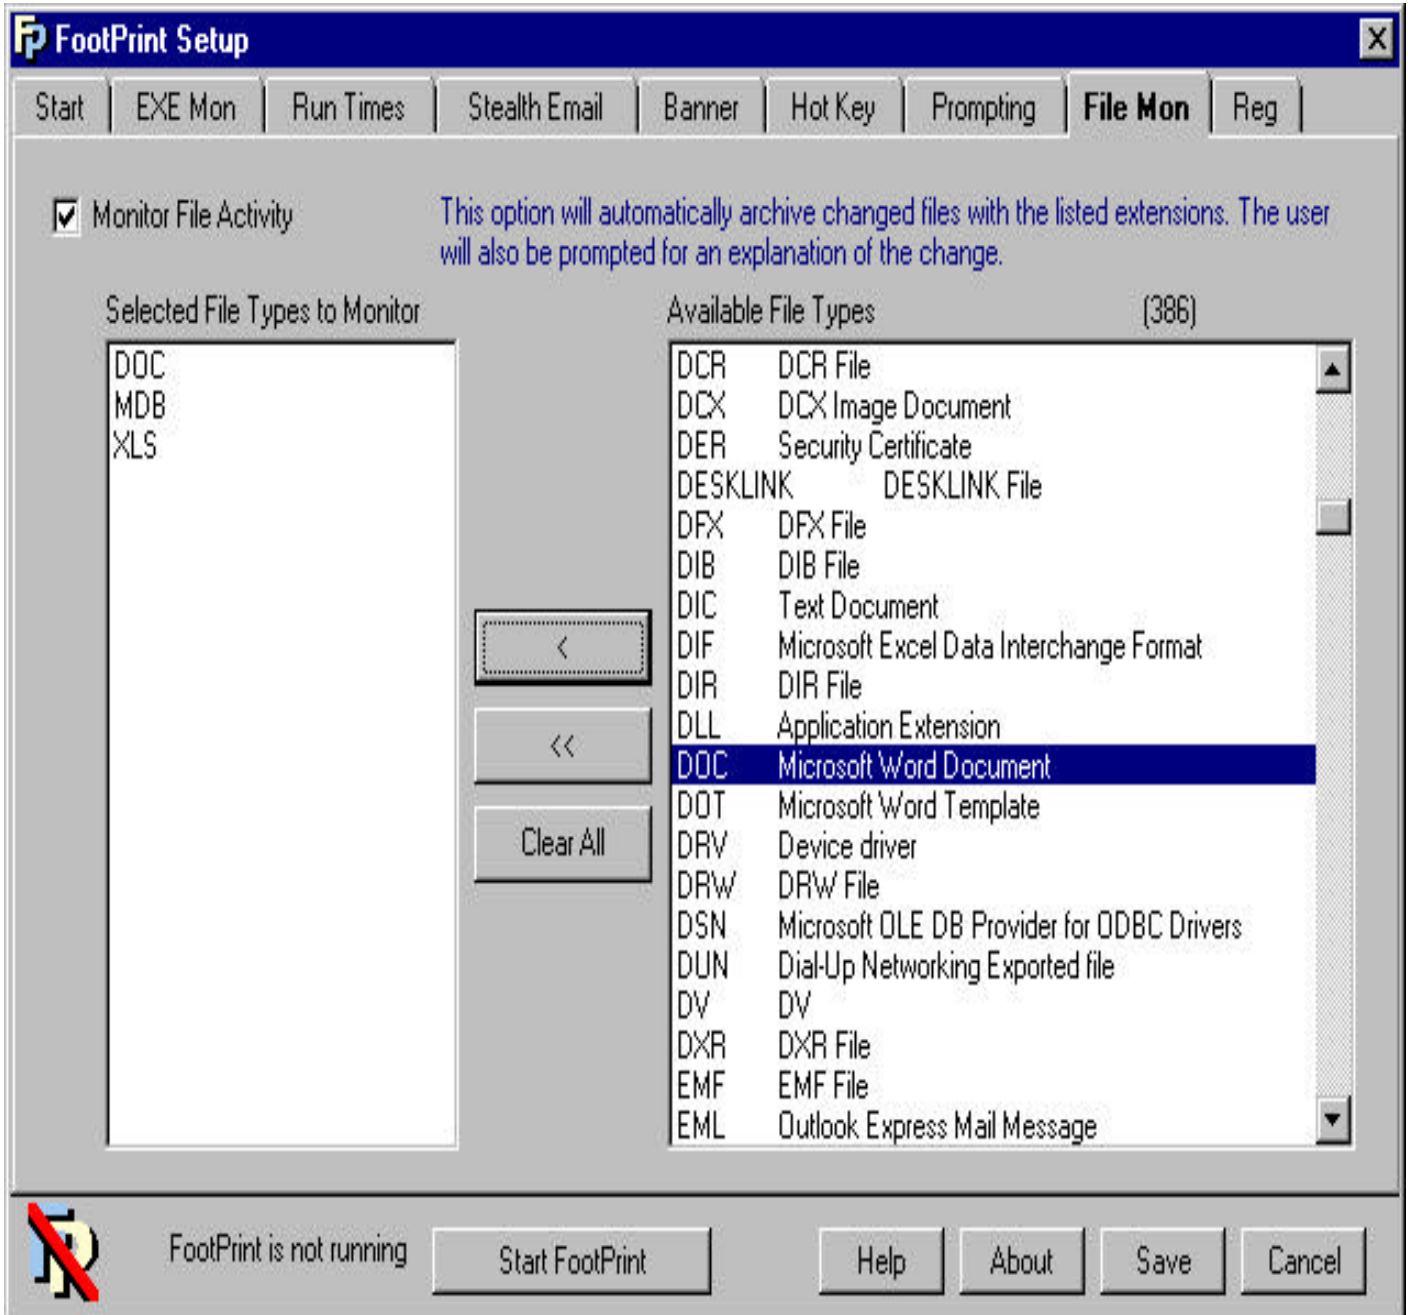 FP FootPrint Setup X
Start EXE Mon Run Times Stealth Email Banner Hot Key Prompting File Mon Reg
Monitor File Activity
This option will automatically archive changed files with the listed extensions. The user
will also be prompted for an explanation of the change.
Selected File Types to Monitor
DOC
MDB
XLS
<
<<
Clear All
Available File Types (386)
DCR DCR File
DCX DCX Image Document
DER Security Certificate
DESKLINK DESKLINK File
DFX DFX File
DIB DIB File
DIC Text Document
DIF Microsoft Excel Data Interchange Format
DIR DIR File
DLL Application Extension
DOC Microsoft Word Document
DOT Microsoft Word Template
DRV Device driver
DRW DRW File
DSN Microsoft OLE DB Provider for ODBC Drivers
DUN Dial-Up Networking Exported file
DV DV
DXR DXR File
EMF EMF File
EML Outlook Express Mail Message
FP FootPrint is not running Start FootPrint Help About Save Cancel